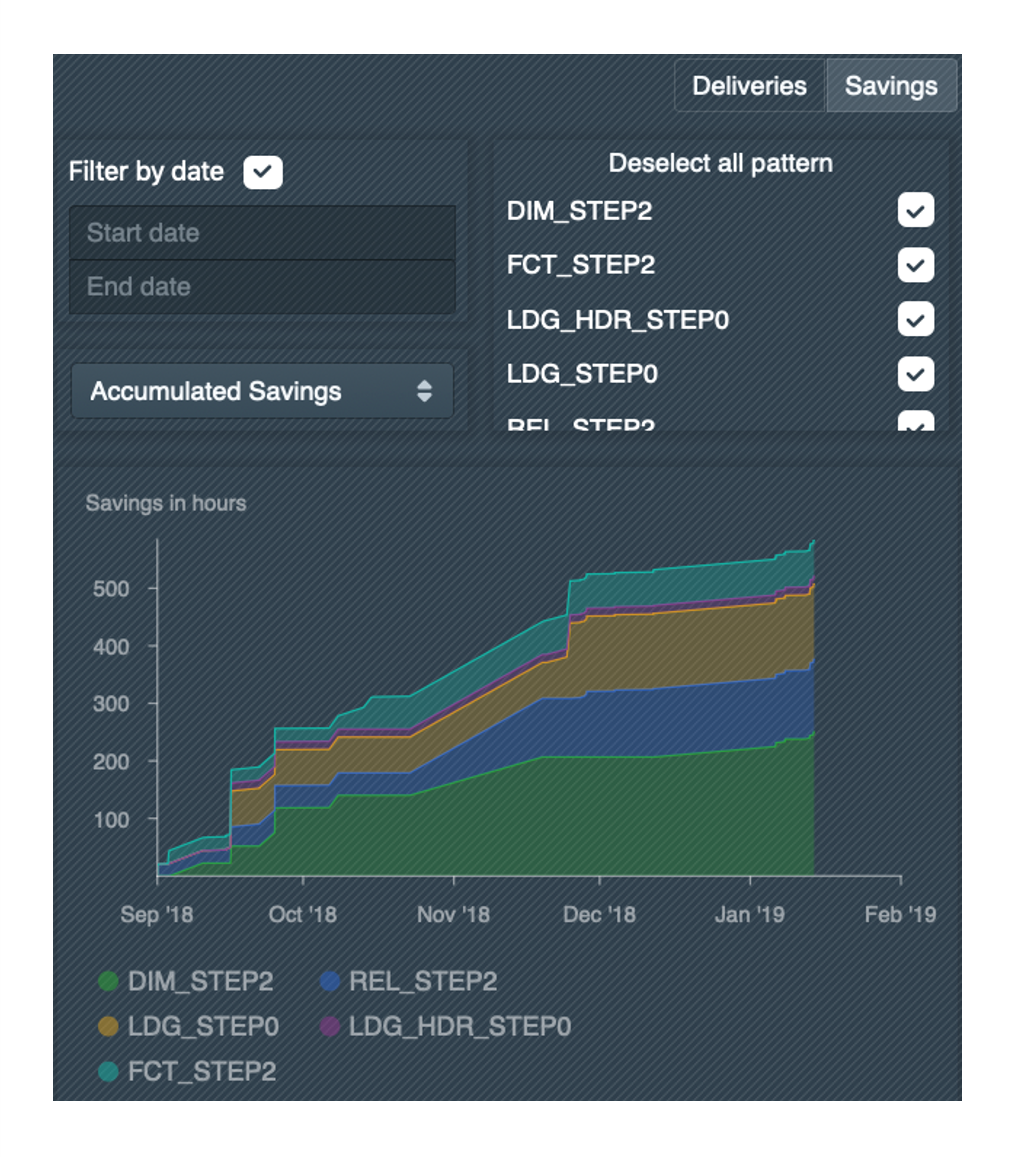 Deliveries Savings
Filter by date
Start date
End date
Accumulated Savings
Deselect all pattern
DIM_STEP2
FCT_STEP2
LDG_HDR_STEP0
LDG_STEP0
REL_STEP2
Savings in hours
500
400
300
200
100
Sep '18 Oct '18 Nov '18 Dec '18 Jan '19 Feb '19
DIM_STEP2 REL_STEP2
LDG_STEP0 LDG_HDR_STEP0
FCT_STEP2